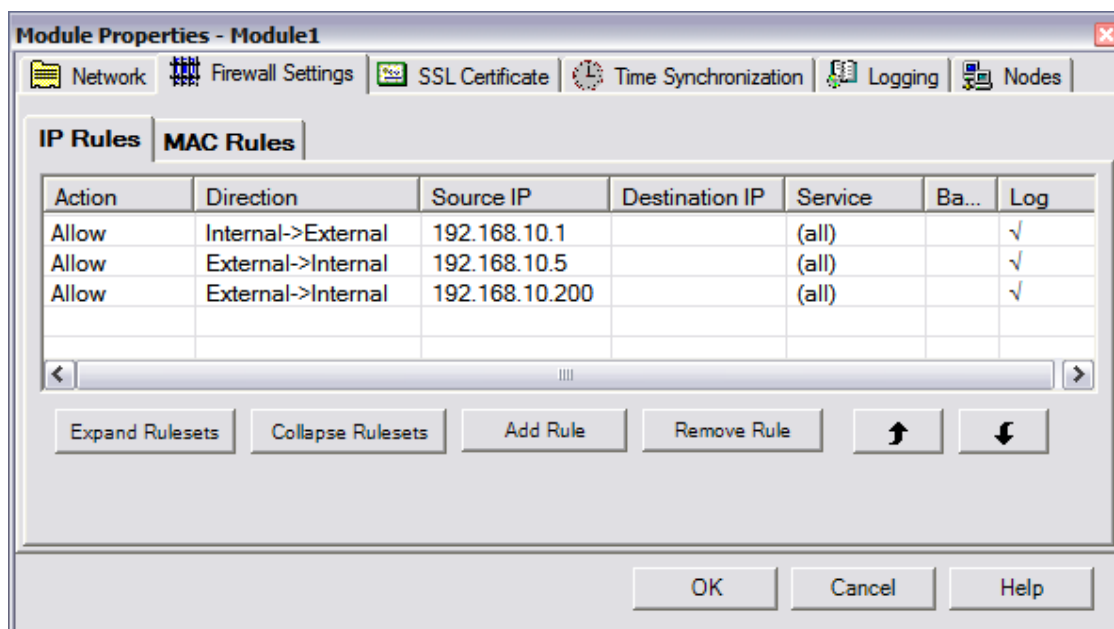 Module Properties - Module1
Network Firewall Settings SSL Certificate Time Synchronization Logging Nodes
IP Rules MAC Rules
Action Direction Source IP Destination IP Service Ba... Log
Allow Internal->External 192.168.10.1 (all) √
Allow External->Internal 192.168.10.5 (all) √
Allow External->Internal 192.168.10.200 (all) √
Expand Rulesets Collapse Rulesets Add Rule Remove Rule
OK Cancel Help